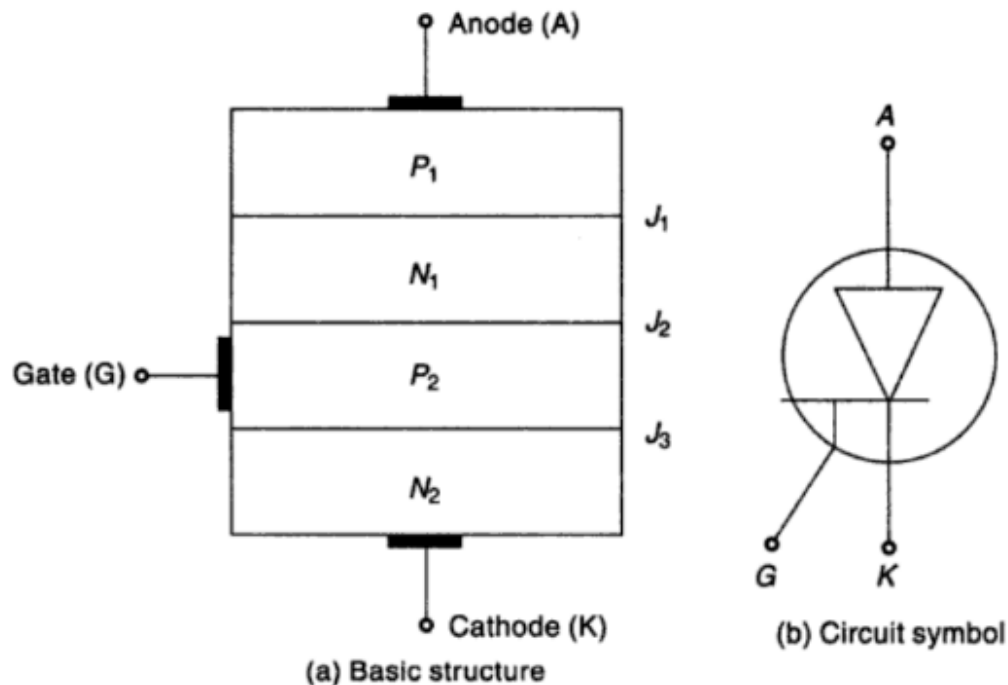 Anode (A)
P1
J1
N1
J2
Gate (G)
P2
J3
N2
Cathode (K)
(a) Basic structure
A
G
K
(b) Circuit symbol